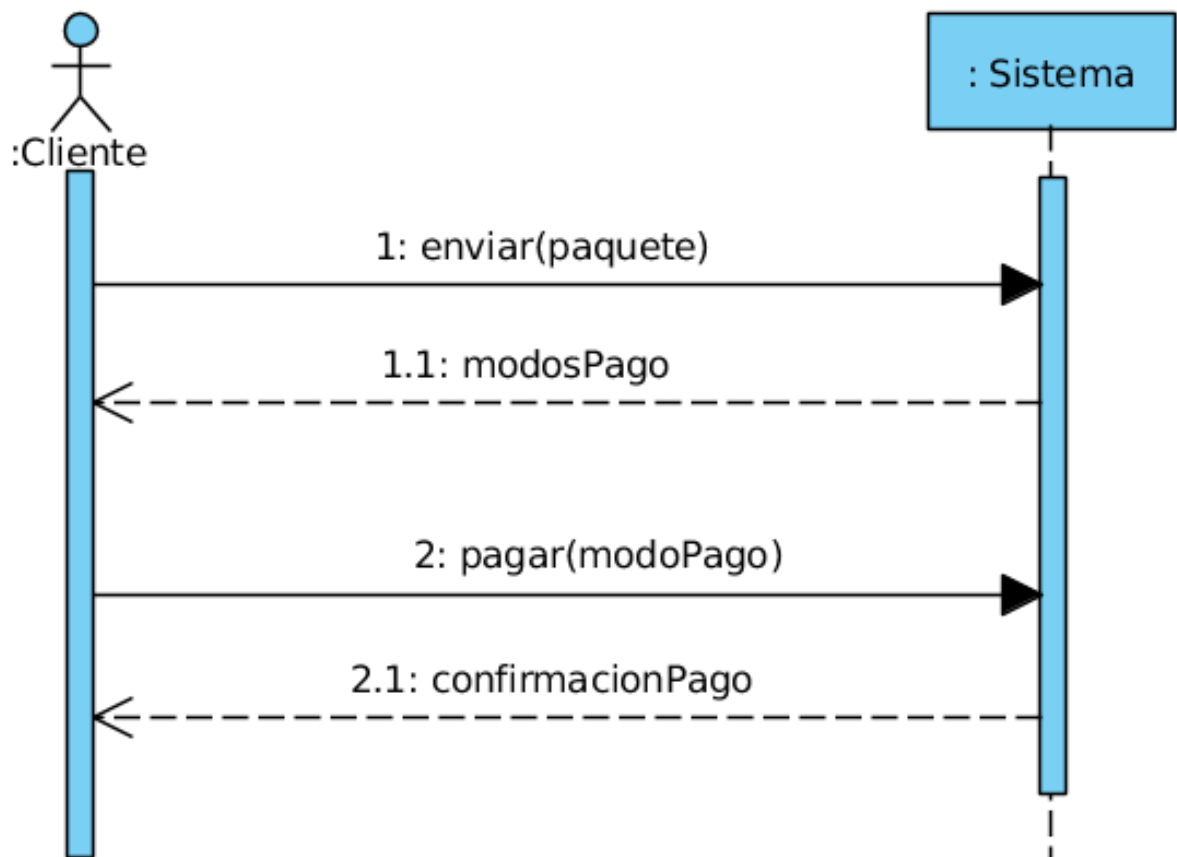 : Sistema
:Cliente
1: enviar(paquete)
1.1: modosPago
2: pagar(modoPago)
2.1: confirmacionPago